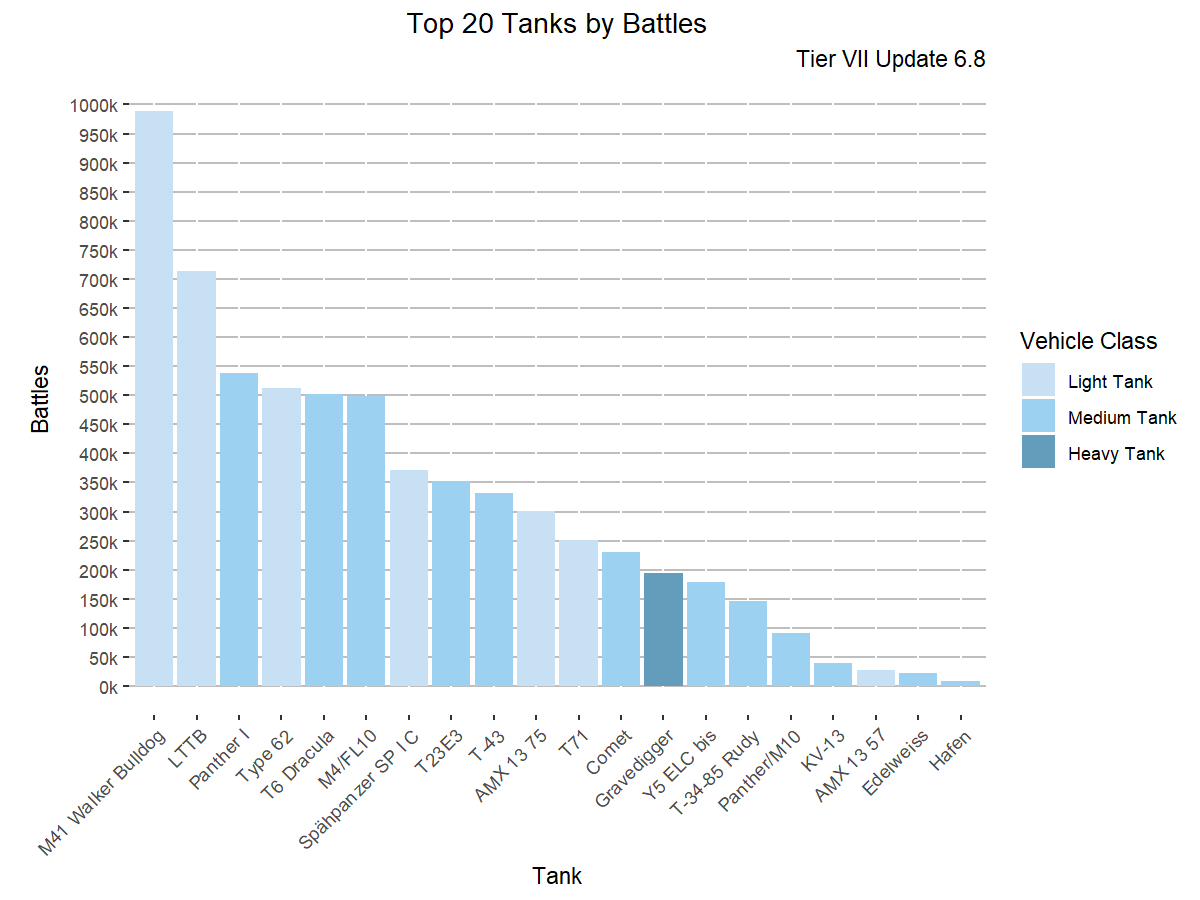 Top 20 Tanks by Battles
Tier VII Update 6.8
1000k
950k
900k
850k
800k
750k
700k
650k
600k
550k
500k
450k
400k
350k
300k
250k
200k
150k
100k
50k
0k
Battles
M41 Walker Bulldog
LTTB
Panther I
Type 62
T6 Dracula
M4/FL10
Spähpanzer SP I C
T23E3
T-43
AMX 13 75
T71
Comet
Gravedigger
Y5 ELC bis
T-34-85 Rudy
Panther/M10
KV-13
AMX 13 57
Edelweiss
Hafen
Tank
Vehicle Class
Light Tank
Medium Tank
Heavy Tank